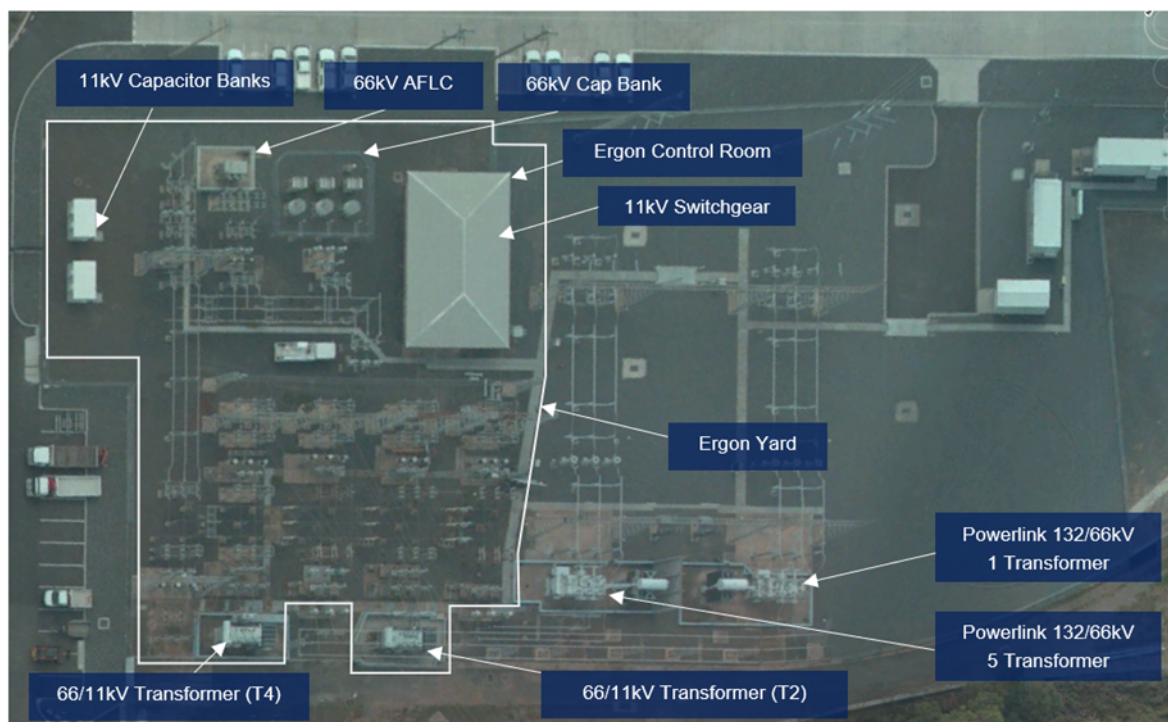 11kV Capacitor Banks
66kV AFLC
66kV Cap Bank
Ergon Control Room
11kV Switchgear
Ergon Yard
Powerlink 132/66kV
1 Transformer
Powerlink 132/66kV
5 Transformer
66/11kV Transformer (T4)
66/11kV Transformer (T2)